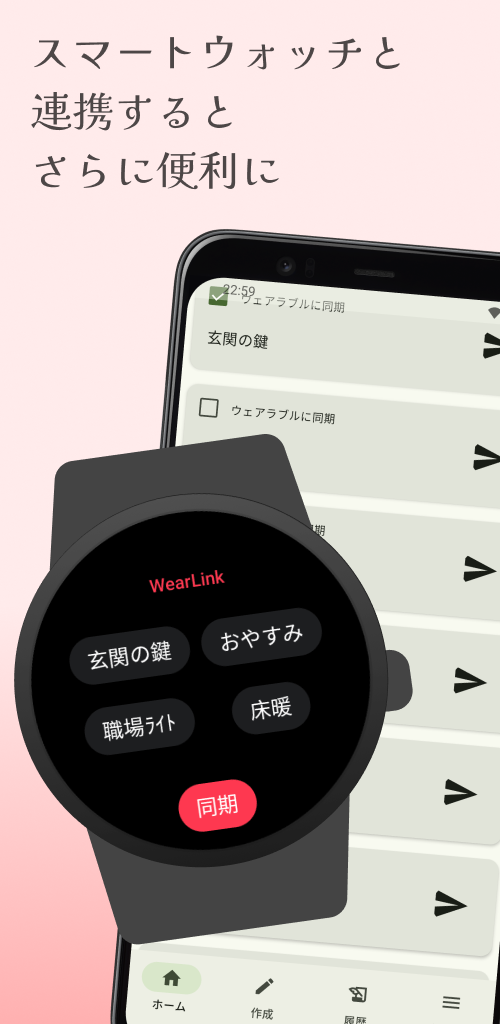 スマートウォッチと
連携すると
さらに便利に
22:59
ウェアラブルに同期
玄関の鍵
ウェアラブルに同期
期
WearLink
玄関の鍵
おやすみ
職場ﾗｲﾄ
床暖
同期
ホーム
作成
履歴